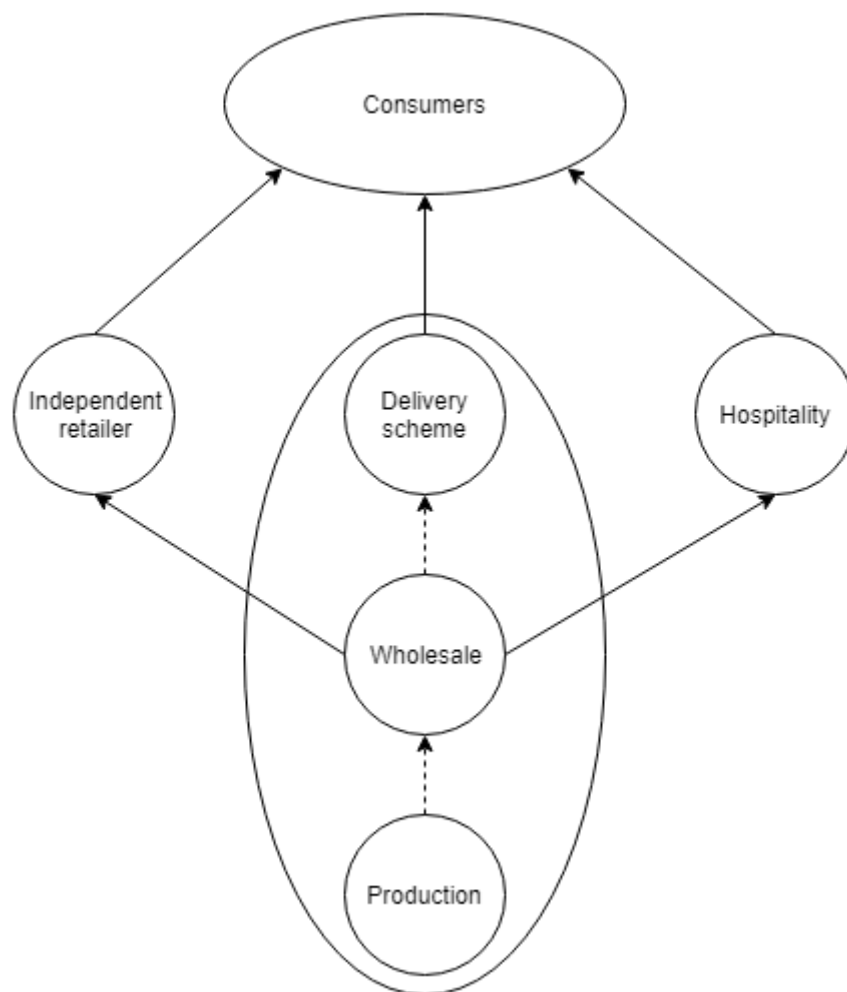 Consumers
Independent
retailer
Delivery
scheme
Hospitality
Wholesale
Production